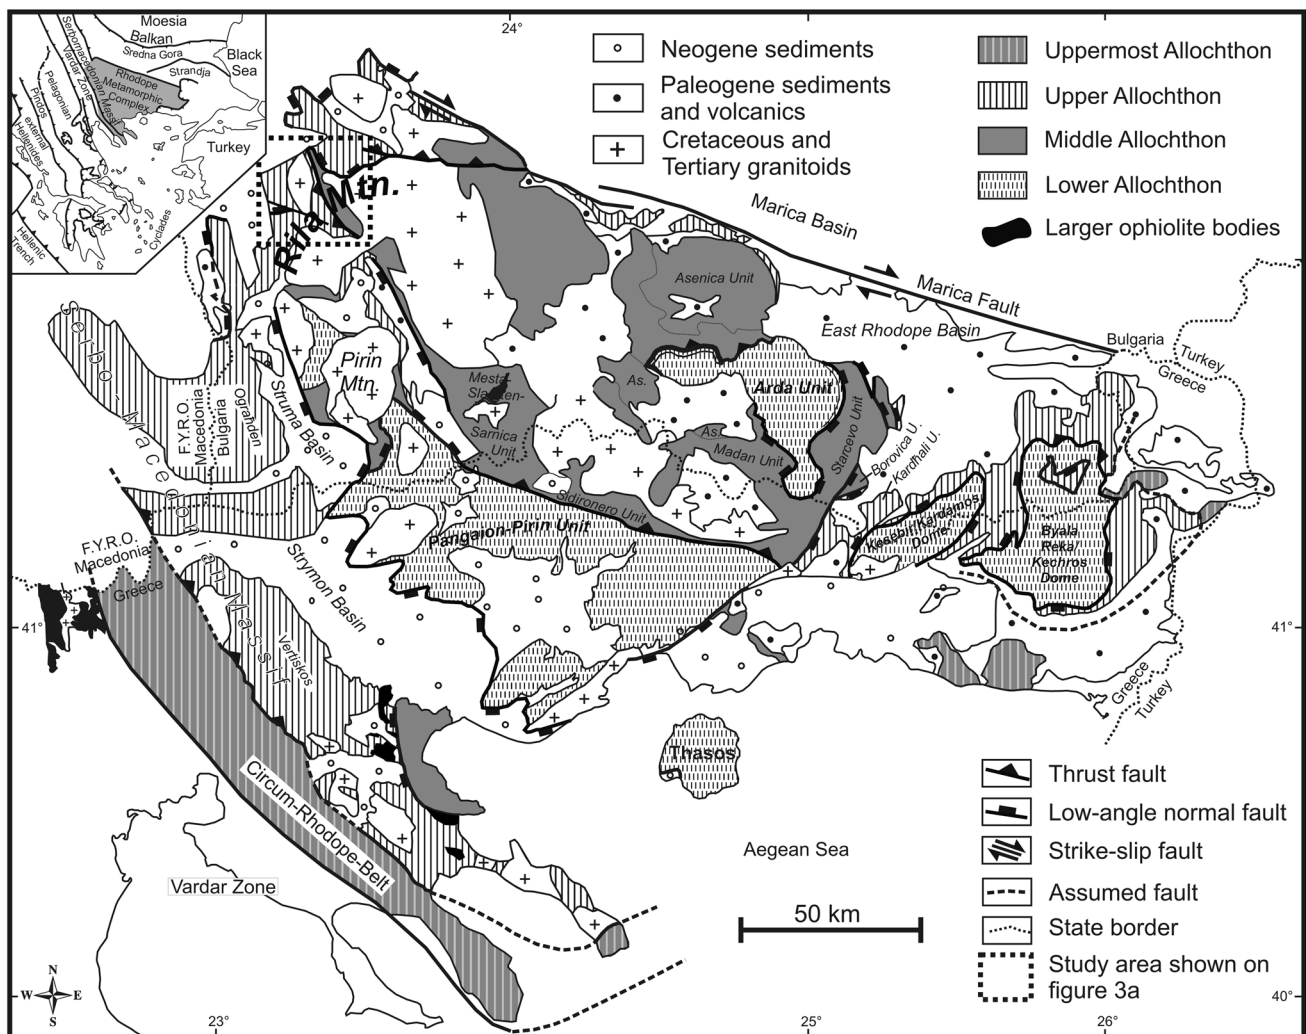 Moesia
Balkan
Sredna Gora
Black
Sea
Strandja
Serbomacedonian Massif
Vardar Zone
Rhodope
Metamorphic
Complex
Pelagonian
Pindos
external
Hellenides
Turkey
Cyclades
Hellenic
Trench
24°
Neogene sediments
Paleogene sediments
and volcanics
Cretaceous and
Tertiary granitoids
Uppermost Allochthon
Upper Allochthon
Middle Allochthon
Lower Allochthon
Larger ophiolite bodies
Rila Mtn.
Marica Basin
Marica Fault
Asenica Unit
East Rhodope Basin
Bulgaria
Turkey
Greece
Pirin
Mtn.
Mesta-
Slashten-
Sarnica
Unit
As.
Arda Unit
As.
Madan Unit
Starcevo Unit
Borovica U.
Kardhali U.
Serbo-Macedonian Massif
F.Y.R.O.
Macedonia
Bulgaria
Ograhden
Struma Basin
Sidironero Unit
Pangaion-Pirin Unit
Kesebir/Kardamos
Dome
Byala
Reka/
Kechros
Dome
F.Y.R.O.
Macedonia
Greece
Strymon Basin
Vertiskos
41°
41°
Greece
Turkey
Thasos
Circum-Rhodope-Belt
Vardar Zone
Aegean Sea
50 km
Thrust fault
Low-angle normal fault
Strike-slip fault
Assumed fault
State border
Study area shown on
figure 3a
N
W E
S
40°
23°
25°
26°